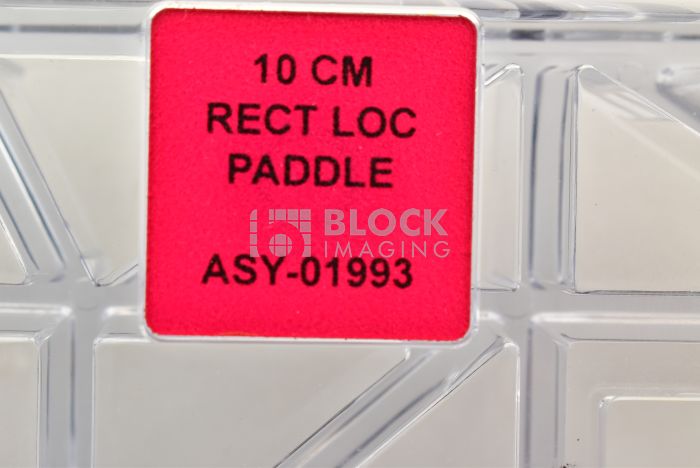 10 CM
RECT LOC
PADDLE
BLOCK
IMAGING
ASY-01993